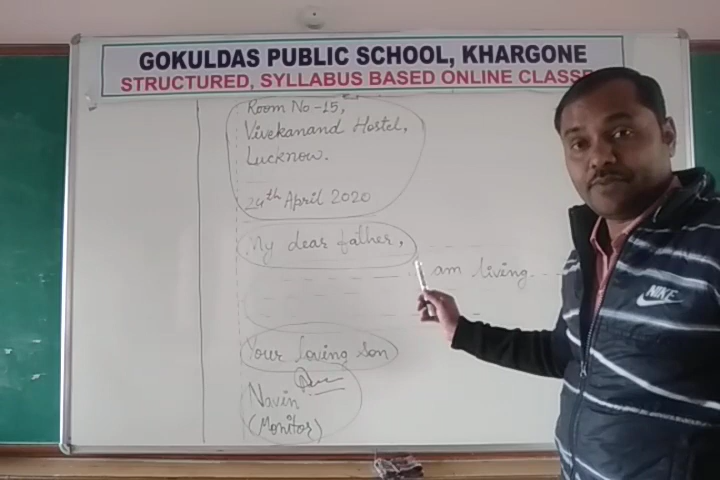 GOKULDAS PUBLIC SCHOOL, KHARGONE
STRUCTURED, SYLLABUS BASED ONLINE CLASSE
Room No-15,
Vivekanand Hostel,
Lucknow.
24th April 2020
My dear father,
I am living
Your loving Son
Navin
(Monitor)
NIKE